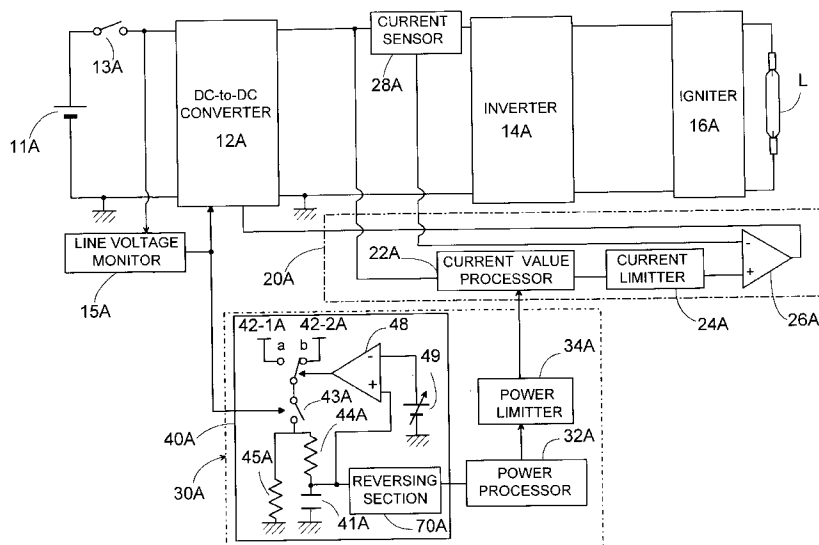 CURRENT
SENSOR
28A
13A
11A
DC-to-DC
CONVERTER
12A
INVERTER
14A
IGNITER
16A
L
LINE VOLTAGE
MONITOR
15A
20A
22A
CURRENT VALUE
PROCESSOR
CURRENT
LIMITTER
24A
-
+
26A
42-1A
42-2A
a
b
48
-
+
49
43A
44A
40A
30A
45A
41A
REVERSING
SECTION
70A
34A
POWER
LIMITTER
32A
POWER
PROCESSOR